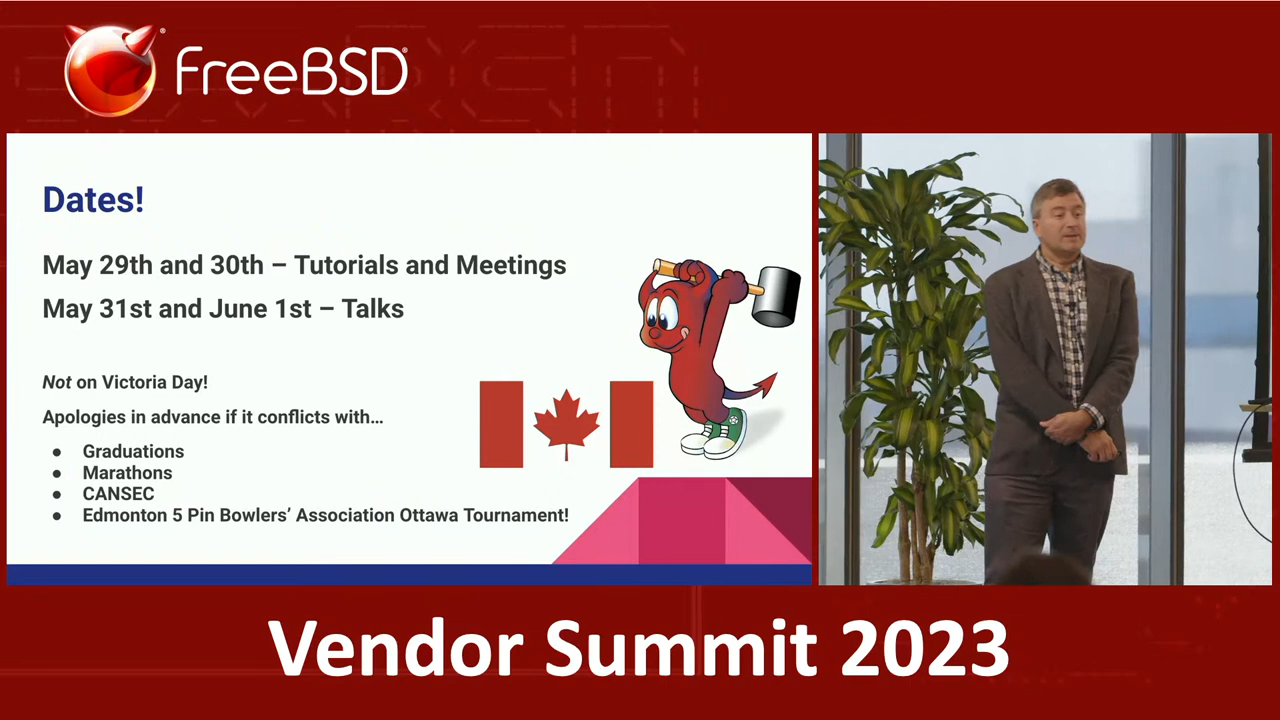 FreeBSD®
Dates!
May 29th and 30th – Tutorials and Meetings
May 31st and June 1st – Talks
Not on Victoria Day!
Apologies in advance if it conflicts with…
● Graduations
● Marathons
● CANSEC
● Edmonton 5 Pin Bowlers’ Association Ottawa Tournament!
Vendor Summit 2023